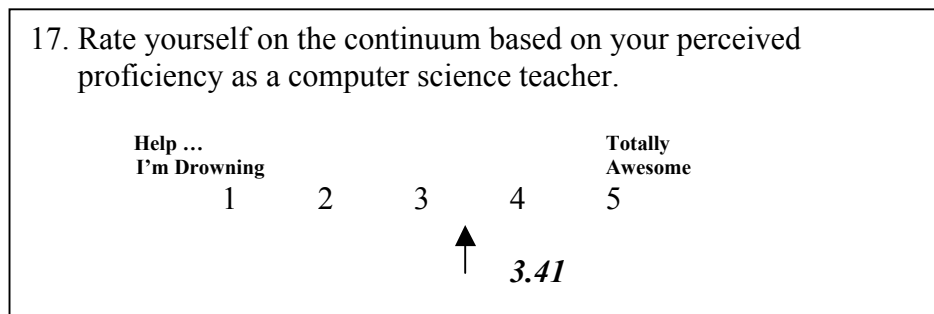 17. Rate yourself on the continuum based on your perceived
proficiency as a computer science teacher.
Help … Totally
I’m Drowning Awesome
1 2 3 4 5
3.41